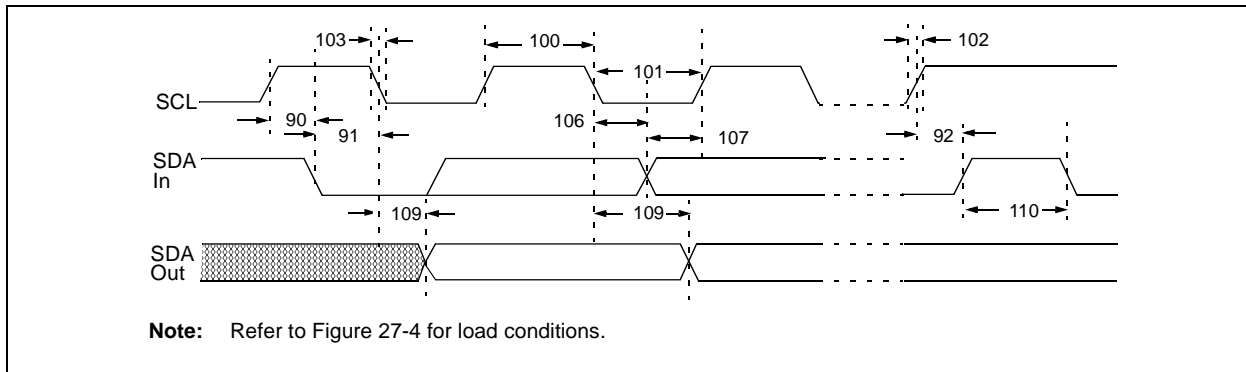 103
100
102
101
SCL
90
91
106
107
92
SDA
In
109
109
110
SDA
Out
Note: Refer to Figure 27-4 for load conditions.